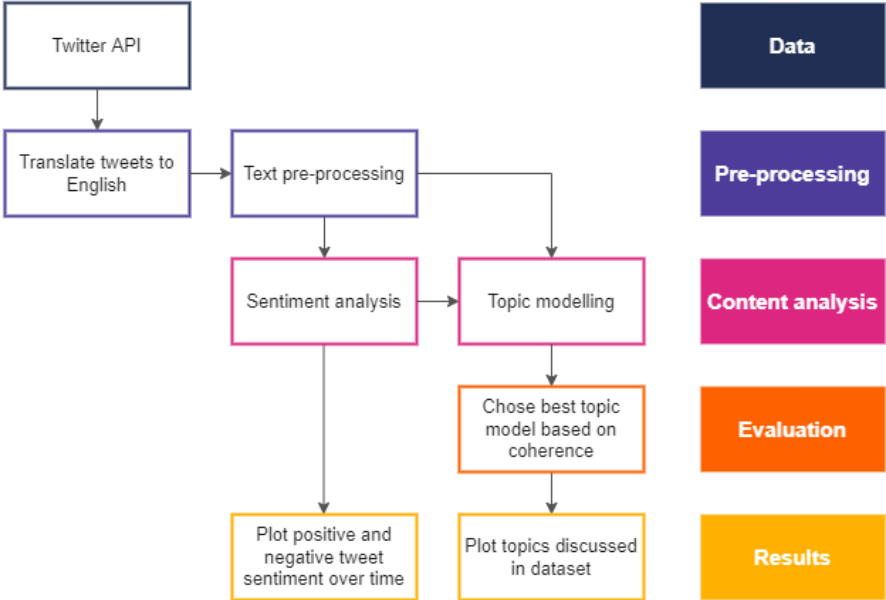 Twitter API
Data
Translate tweets to
English
Text pre-processing
Pre-processing
Sentiment analysis
Topic modelling
Content analysis
Chose best topic
model based on
coherence
Evaluation
Plot positive and
negative tweet
sentiment over time
Plot topics discussed
in dataset
Results